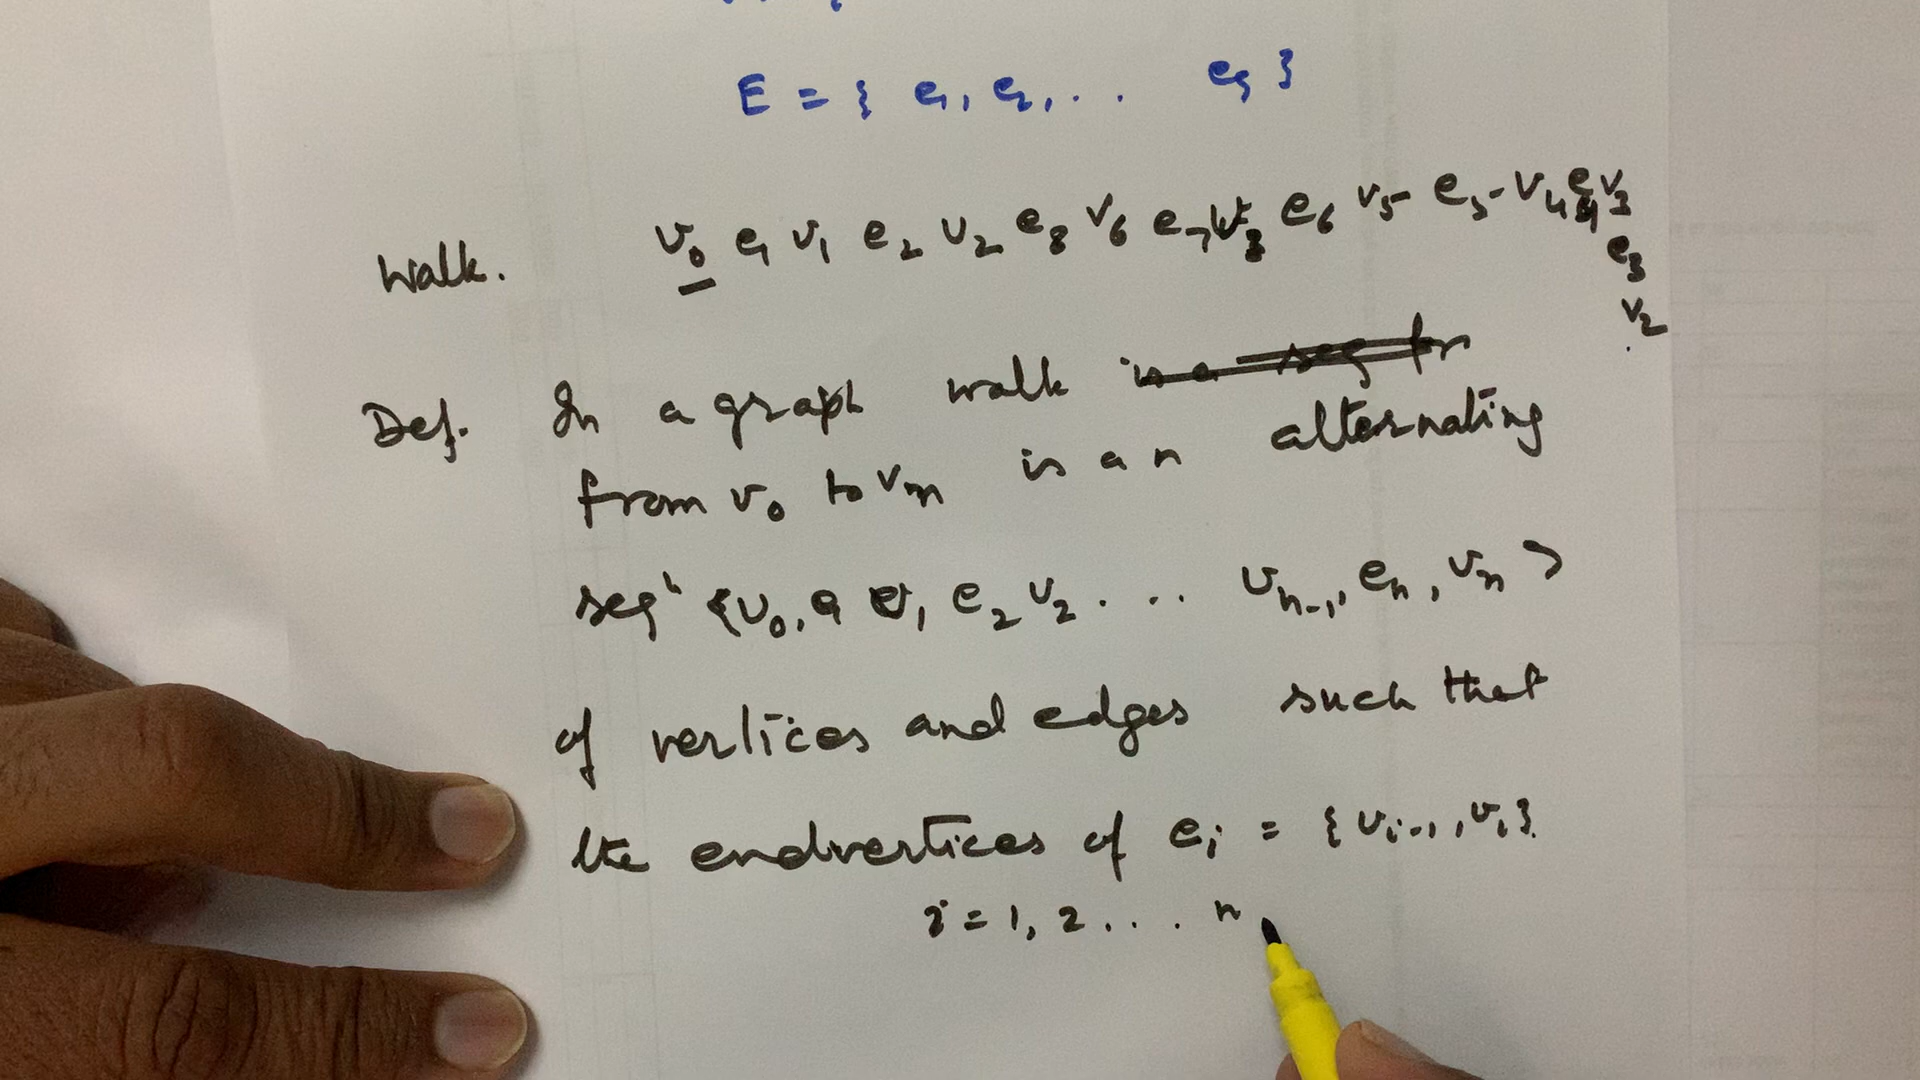 E = { e₁, e₂, . . . e₉ }
Walk. v₀ e₁ v₁ e₂ v₂ e₈ v₆ e₇ e₆ v₅ e₅ v₄ e₄ v₃
e₃
v₂
Def. In a graph walk
from v₀ to vₙ is an alternating
seqⁿ {v₀, e₁ v₁ e₂ v₂ . . . vₙ₋₁, eₙ, vₙ }
of vertices and edges such that
the endvertices of eᵢ = { vᵢ₋₁, vᵢ }.
i = 1, 2 . . . n